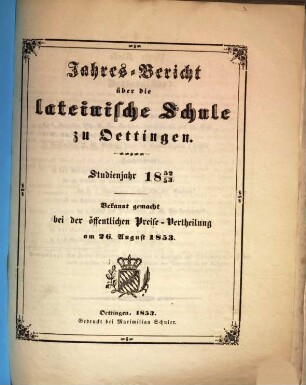 Jahres-Bericht
über die
lateinische Schule
zu Oettingen.
Studienjahr 18 52/53.
Bekannt gemacht
bei der öffentlichen Preise-Vertheilung
am 26. August 1853.
Oettingen, 1853.
Gedruckt bei Maximilian Schuler.